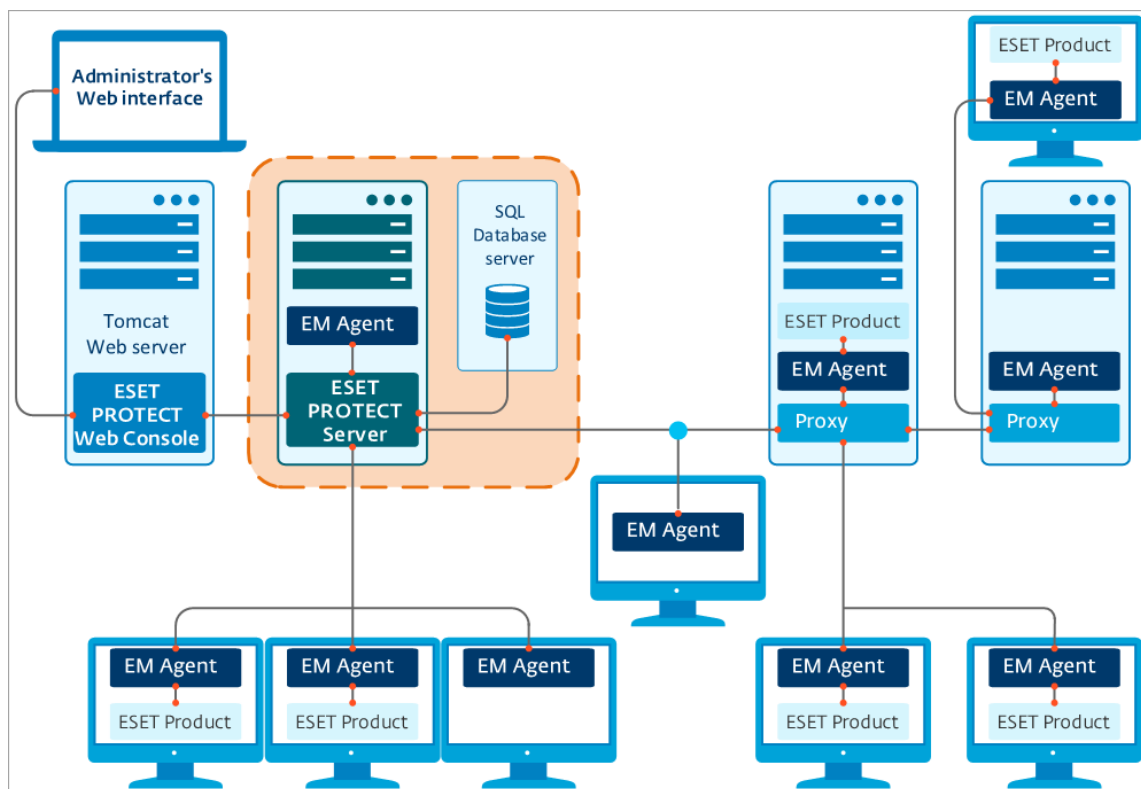 Administrator's
Web interface
ESET Product
EM Agent
Tomcat
Web server
ESET
PROTECT
Web Console
EM Agent
ESET
PROTECT
Server
SQL
Database
server
ESET Product
EM Agent
Proxy
EM Agent
Proxy
EM Agent
EM Agent
ESET Product
EM Agent
ESET Product
EM Agent
EM Agent
ESET Product
EM Agent
ESET Product